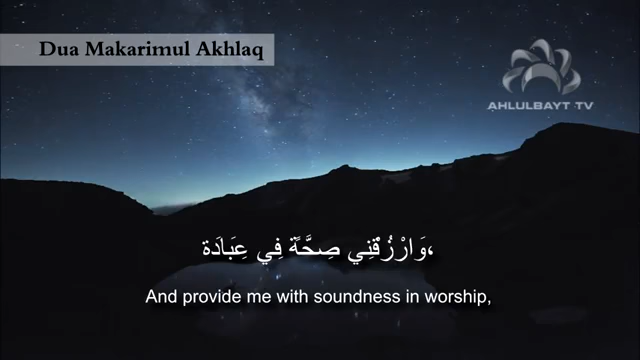 Dua Makarimul Akhlaq
AHLULBAYT TV
وَارْزُقْنِي صِحَّةً فِي عِبَادَة،
And provide me with soundness in worship,